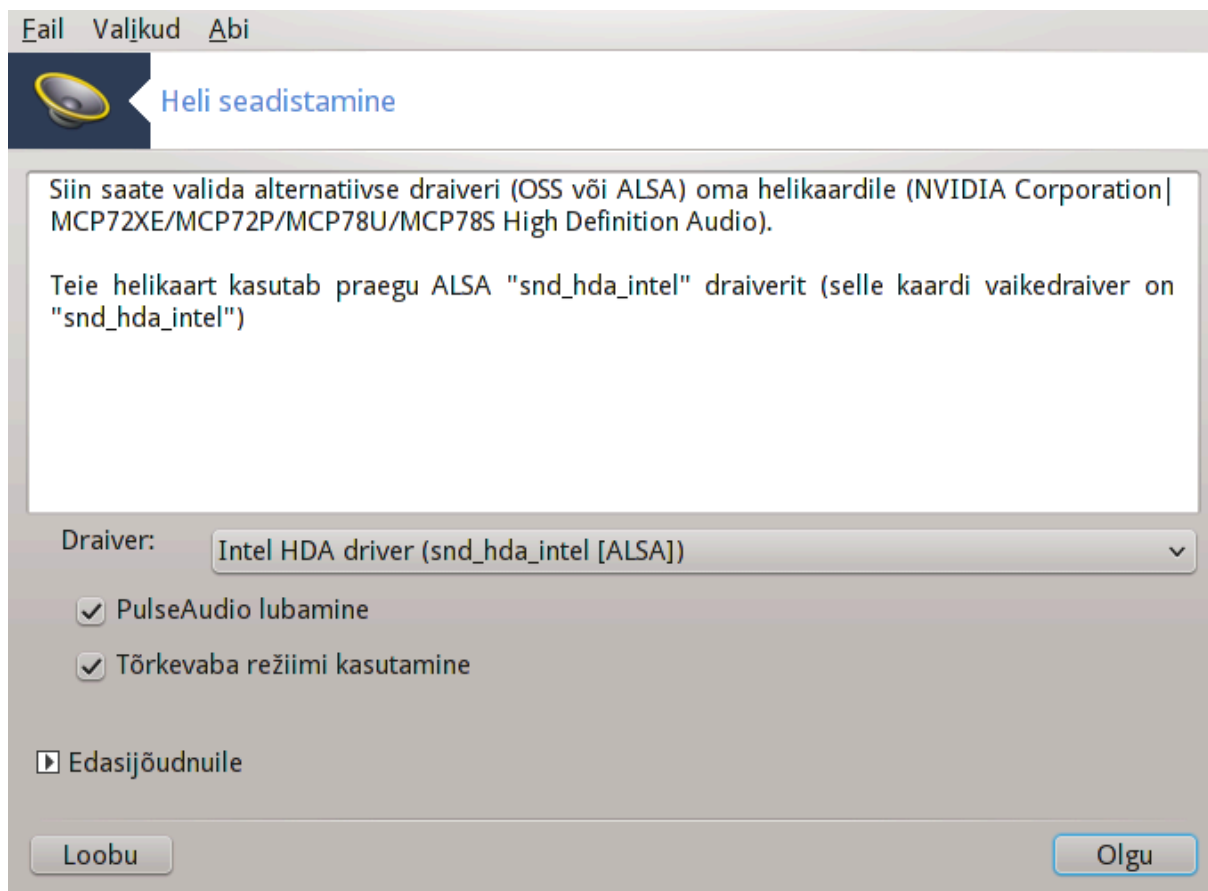 Fail Valikud Abi
Heli seadistamine
Siin saate valida alternatiivse draiveri (OSS või ALSA) oma helikaardile (NVIDIA Corporation|
MCP72XE/MCP72P/MCP78U/MCP78S High Definition Audio).
Teie helikaart kasutab praegu ALSA "snd_hda_intel" draiverit (selle kaardi vaikedraiver on
"snd_hda_intel")
Draiver: Intel HDA driver (snd_hda_intel [ALSA])
PulseAudio lubamine
Tõrkevaba režiimi kasutamine
Edasijõudnuile
Loobu Olgu